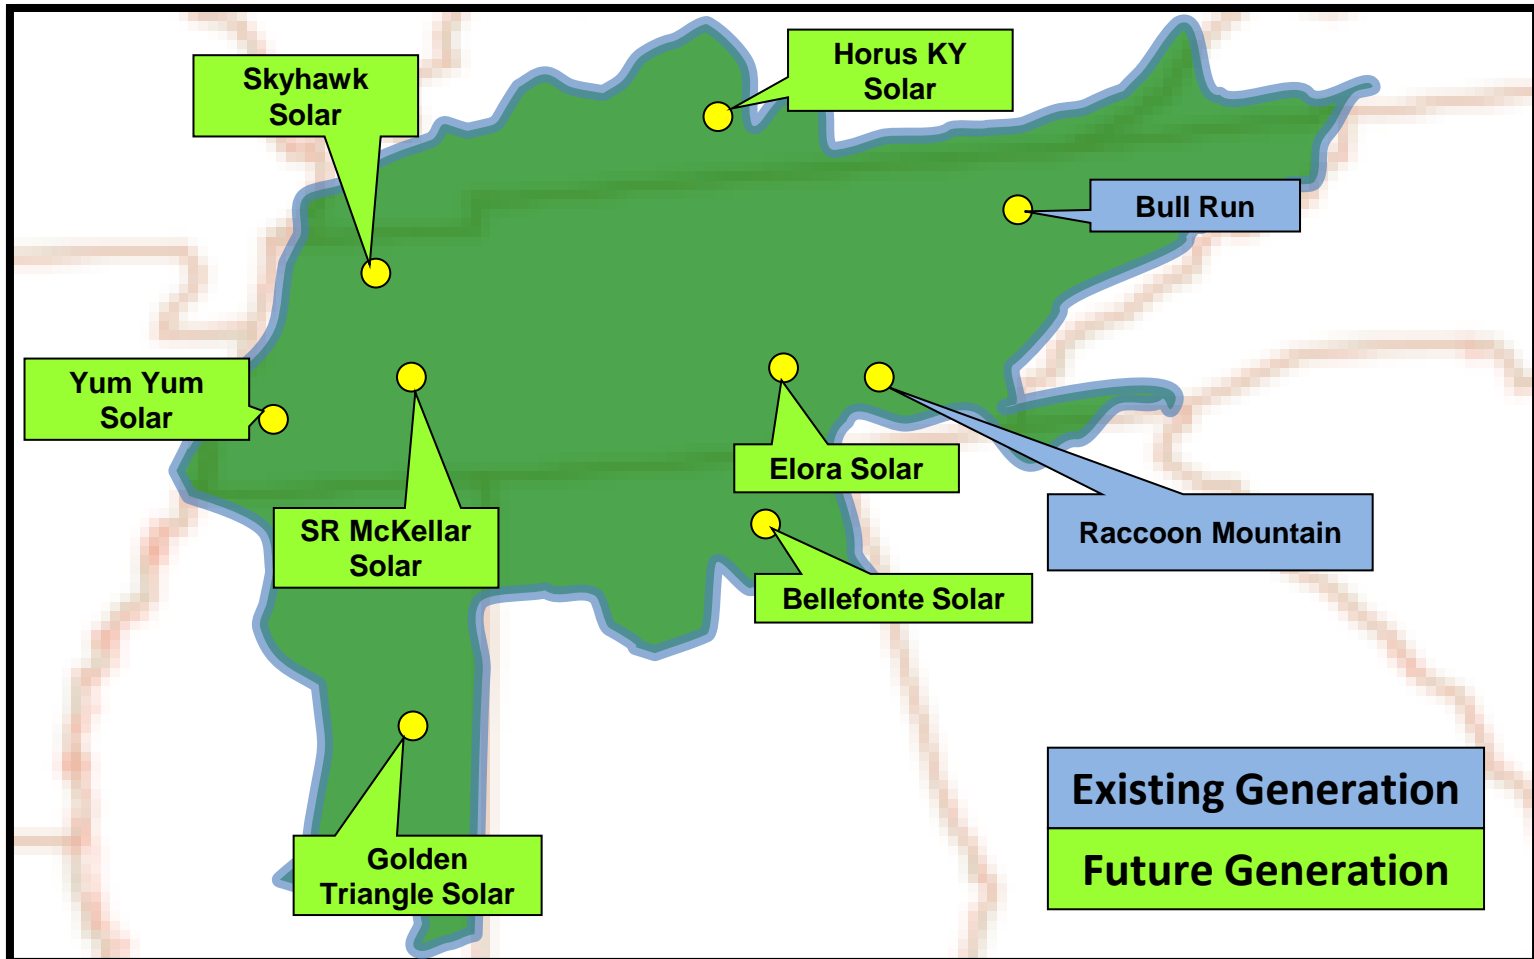 Horus KY
Solar
Skyhawk
Solar
Bull Run
Yum Yum
Solar
Elora Solar
SR McKellar
Solar
Raccoon Mountain
Bellefonte Solar
Existing Generation
Future Generation
Golden
Triangle Solar